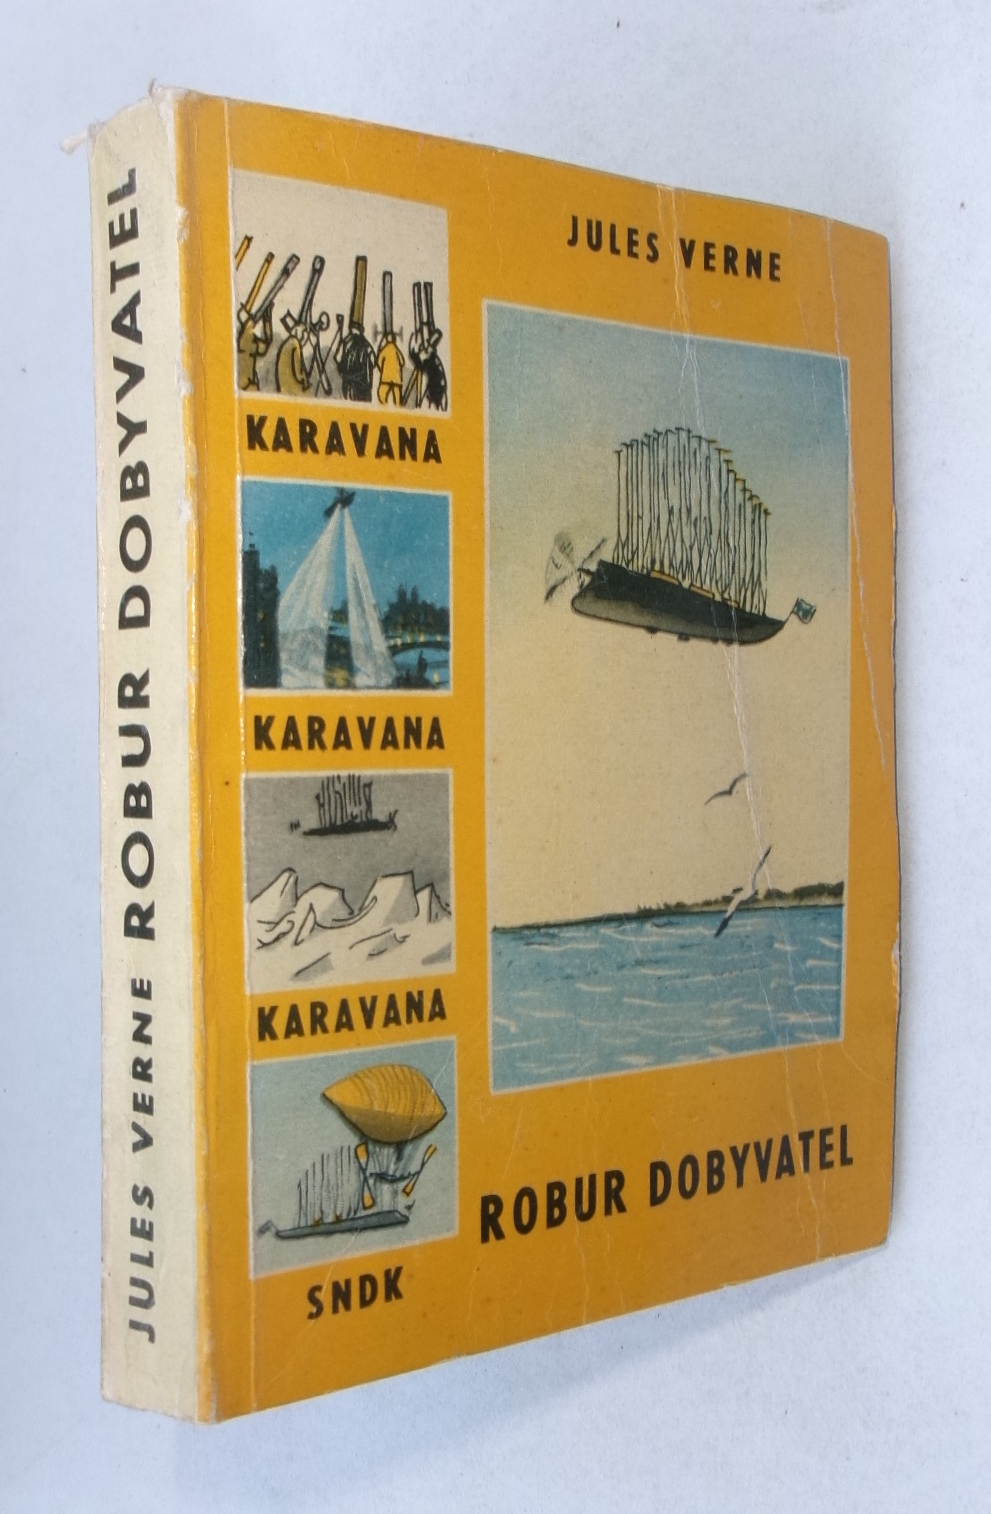 JULES VERNE ROBUR DOBYVATEL
JULES VERNE
KARAVANA
KARAVANA
KARAVANA
SNDK
ROBUR DOBYVATEL